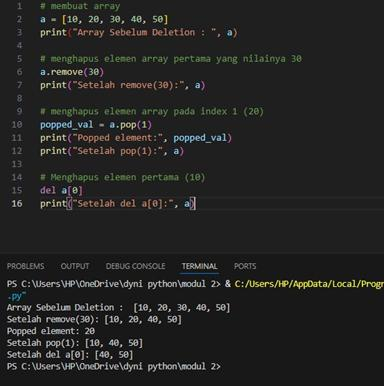 1 # membuat array
2 a = [10, 20, 30, 40, 50]
3 print("Array Sebelum Deletion : ", a)
4
5 # menghapus elemen array pertama yang nilainya 30
6 a.remove(30)
7 print("Setelah remove(30):", a)
8
9 # menghapus elemen array pada index 1 (20)
10 popped_val = a.pop(1)
11 print("Popped element:", popped_val)
12 print("Setelah pop(1):", a)
13
14 # Menghapus elemen pertama (10)
15 del a[0]
16 print("Setelah del a[0]:", a)
PROBLEMS OUTPUT DEBUG CONSOLE TERMINAL PORTS
PS C:\Users\HP\OneDrive\dyni python\modul 2> & C:/Users/HP/AppData/Local/Progr
.py"
Array Sebelum Deletion :  [10, 20, 30, 40, 50]
Setelah remove(30): [10, 20, 40, 50]
Popped element: 20
Setelah pop(1): [10, 40, 50]
Setelah del a[0]: [40, 50]
PS C:\Users\HP\OneDrive\dyni python\modul 2>